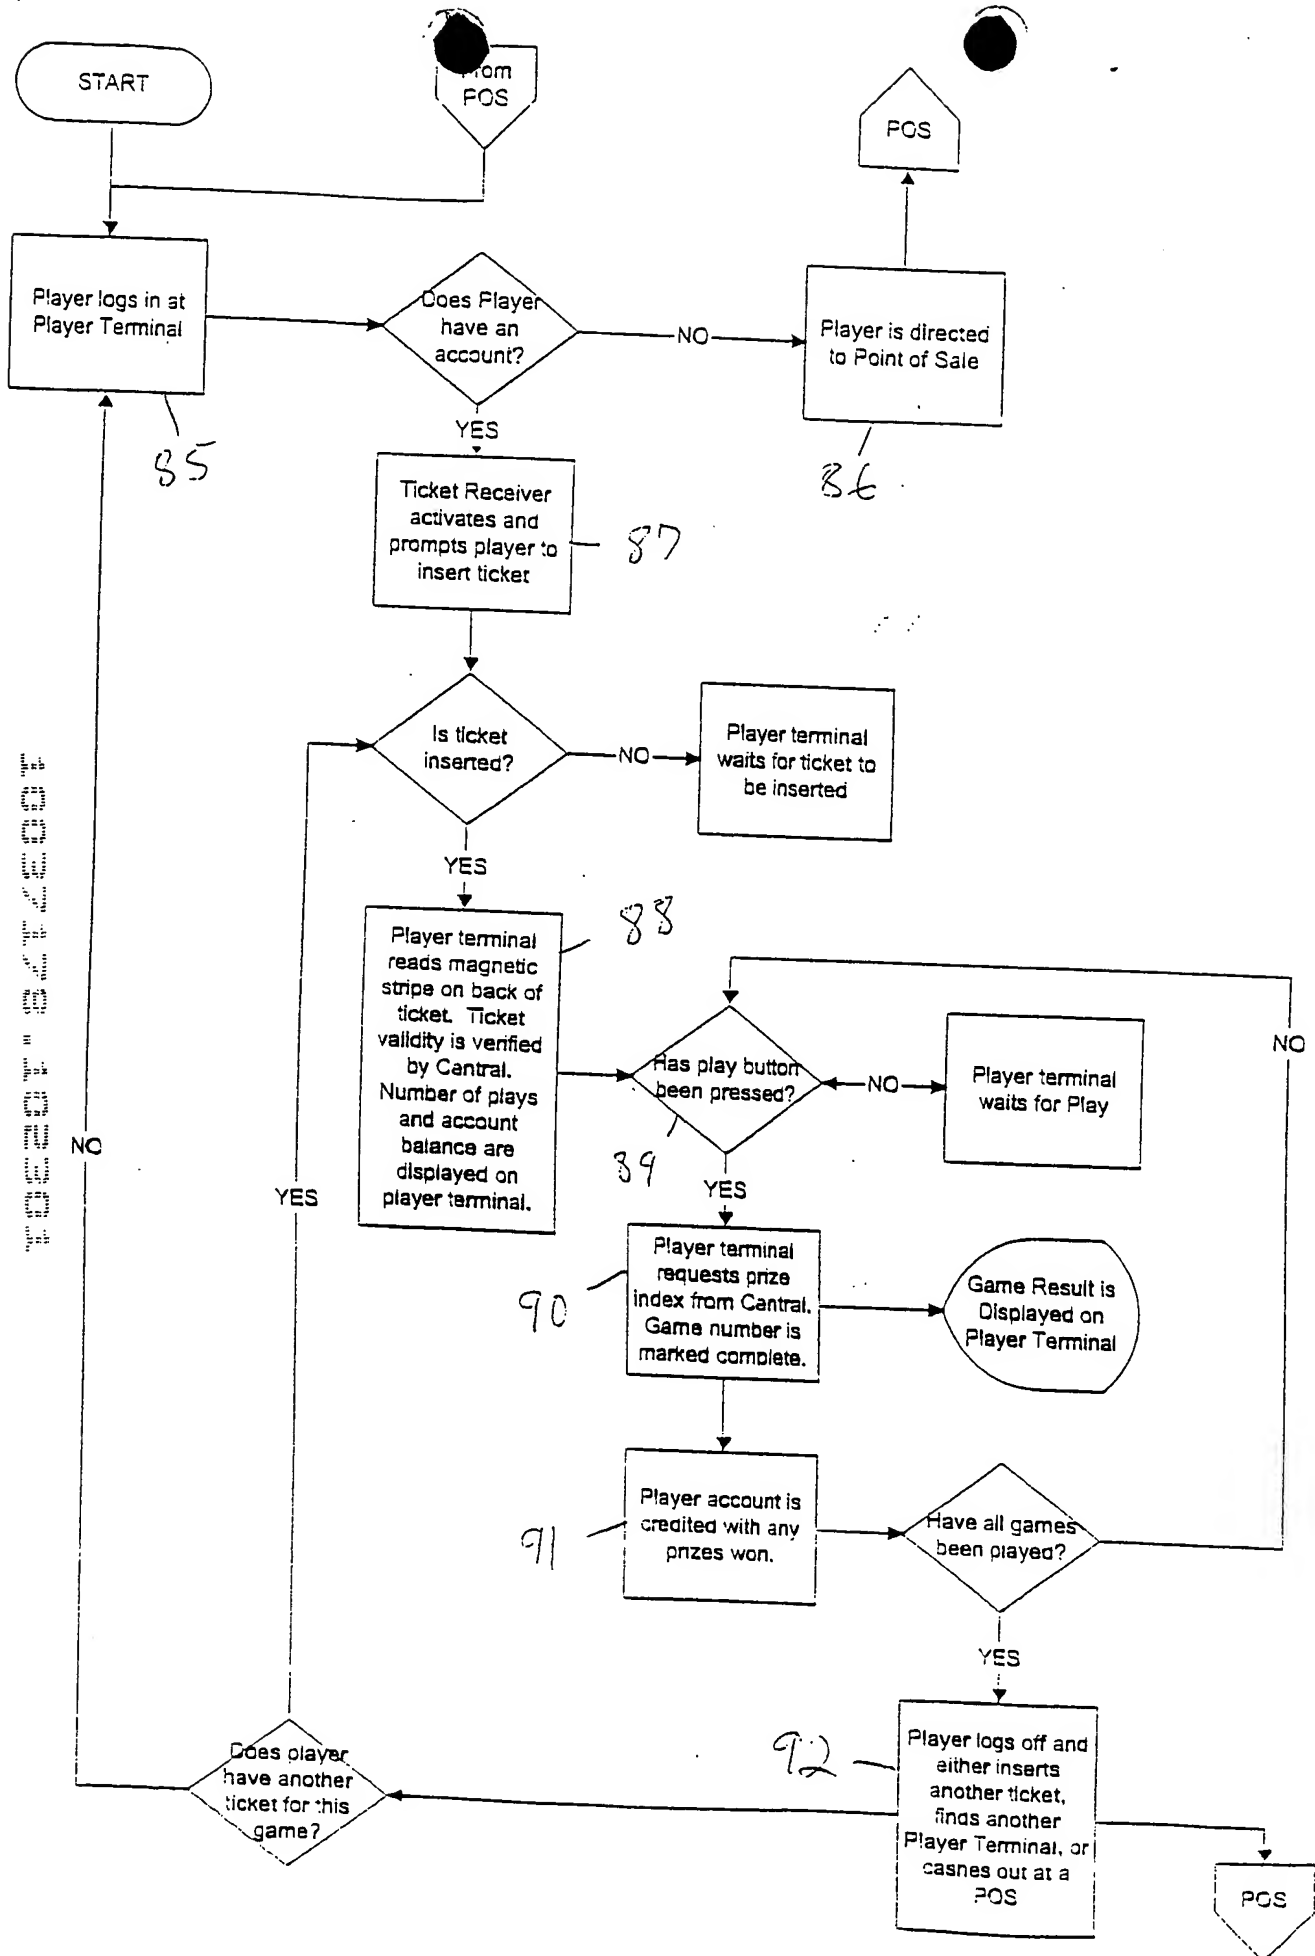 START
From
POS
POS
Player logs in at
Player Terminal
Does Player
have an
account?
NO
Player is directed
to Point of Sale
85
YES
86
Ticket Receiver
activates and
prompts player to
insert ticket
87
Is ticket
inserted?
NO
Player terminal
waits for ticket to
be inserted
YES
88
Player terminal
reads magnetic
stripe on back of
ticket. Ticket
validity is verified
by Cantral.
Number of plays
and account
balance are
displayed on
player terminal.
Has play button
been pressed?
NO
Player terminal
waits for Play
NO
89
YES
NO
YES
Player terminal
requests prize
index from Cantral.
Game number is
marked complete.
90
Game Result is
Displayed on
Player Terminal
Player account is
credited with any
prizes won.
91
Have all games
been played?
YES
Player logs off and
either inserts
another ticket,
finds another
Player Terminal, or
cashes out at a
POS
92
Does player
have another
ticket for this
game?
POS
10037178.102301